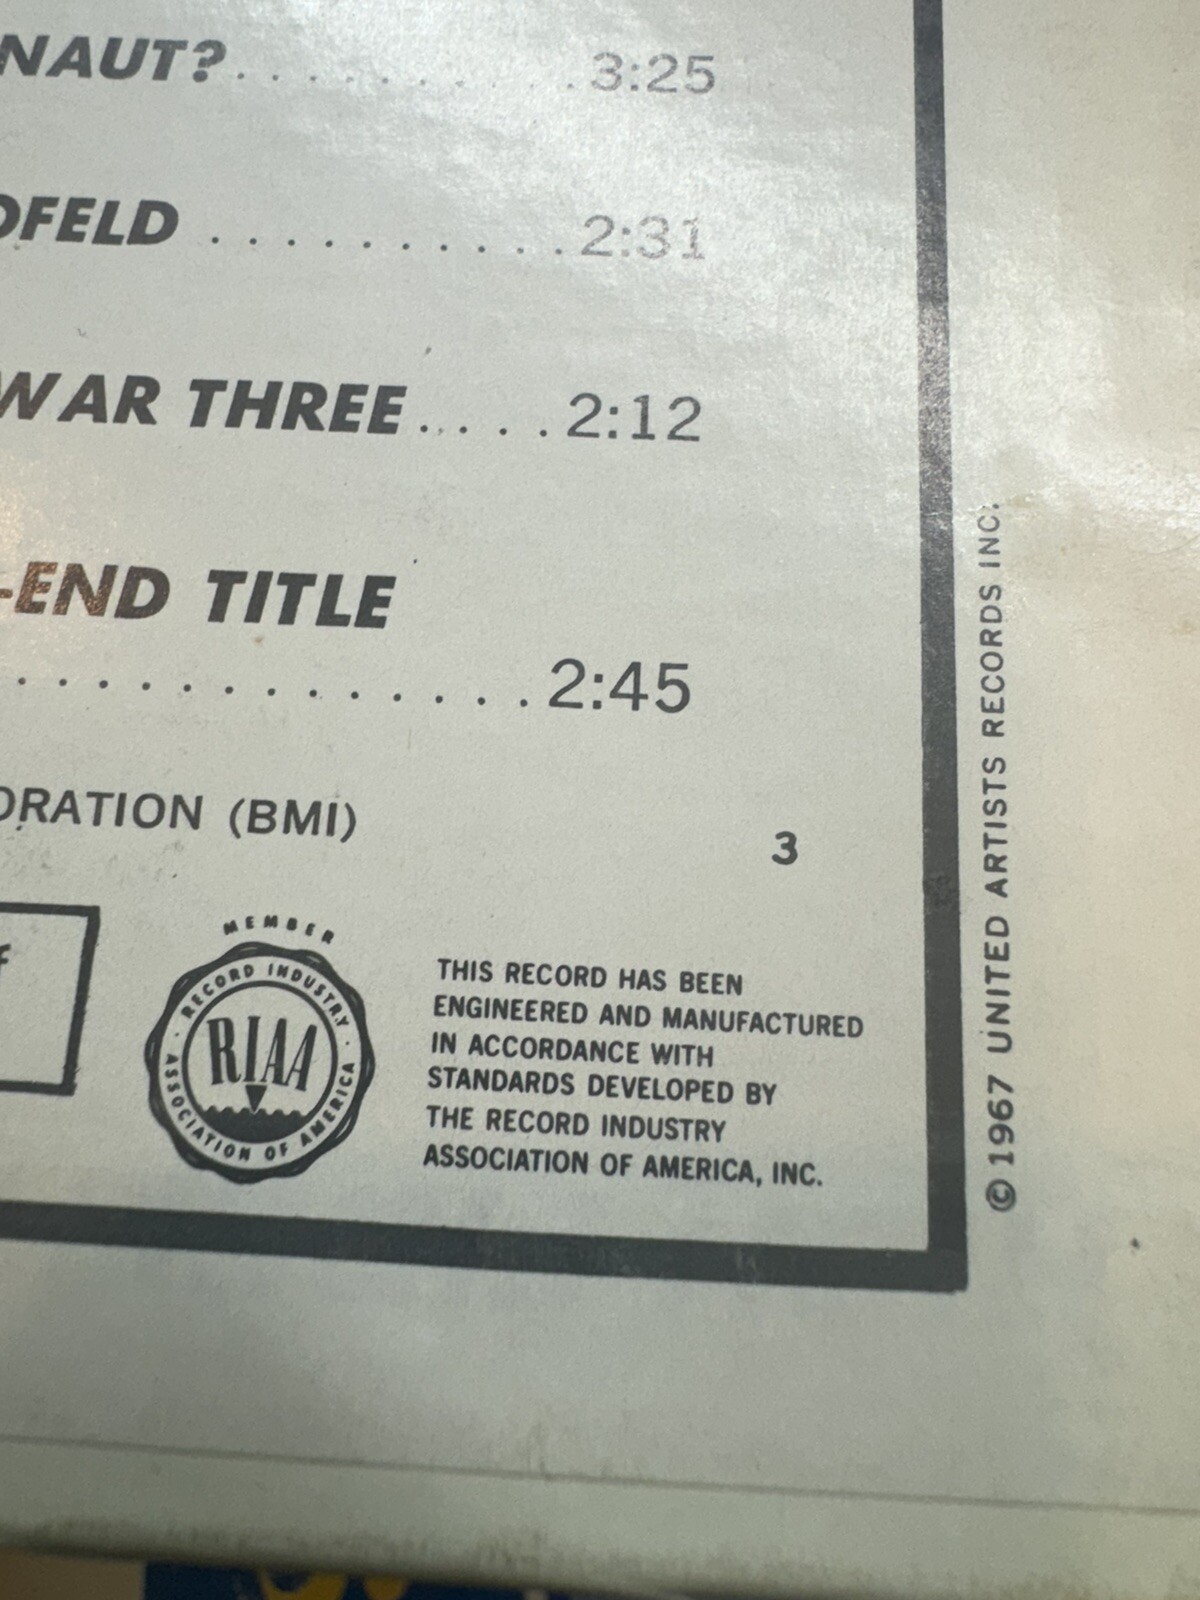 NAUT?. . . . . . . . . .3:25
OFELD . . . . . . . . . .2:31
WAR THREE. . . . .2:12
-END TITLE
. . . . . . . . . . . . .2:45
ORATION (BMI)
3
MEMBER
RECORD INDUSTRY
RIAA
ASSOCIATION OF AMERICA
THIS RECORD HAS BEEN
ENGINEERED AND MANUFACTURED
IN ACCORDANCE WITH
STANDARDS DEVELOPED BY
THE RECORD INDUSTRY
ASSOCIATION OF AMERICA, INC.
© 1967 UNITED ARTISTS RECORDS INC.